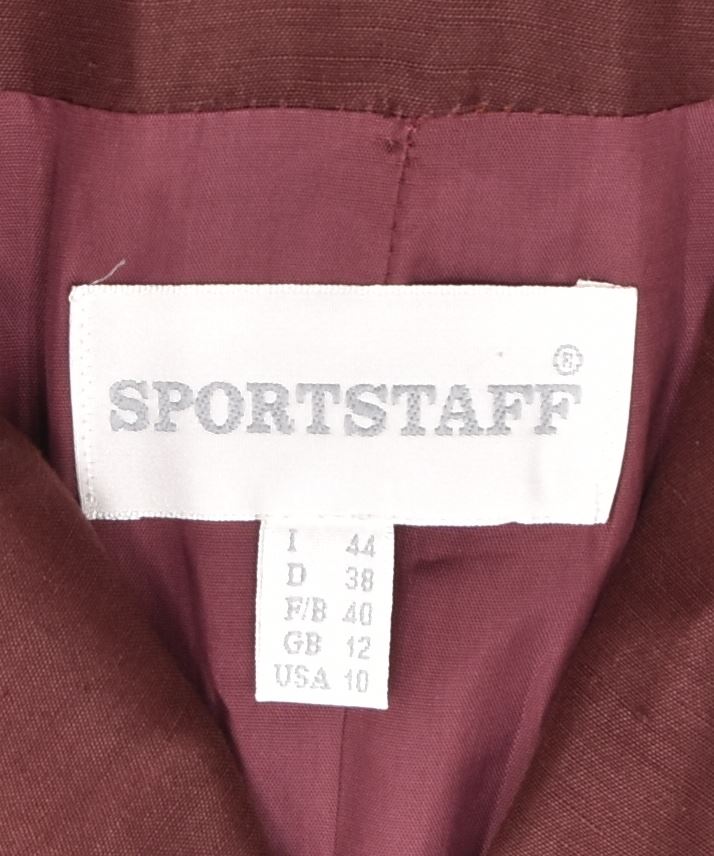 ®
SPORTSTAFF
I 44
D 38
F/B 40
GB 12
USA 10